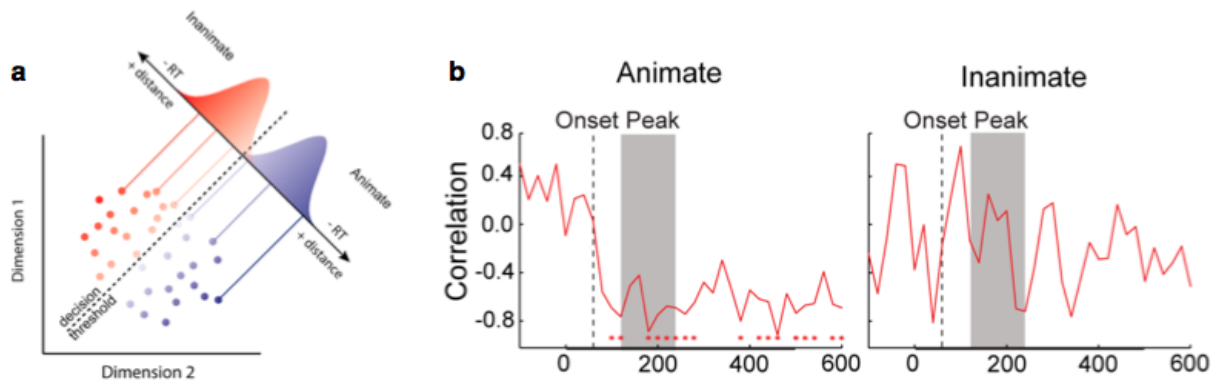 a
Inanimate
- RT
+ distance
Animate
- RT
+ distance
decision
threshold
Dimension 1
Dimension 2
b
Animate
Inanimate
Onset Peak
Onset Peak
Correlation
0.8
0.4
0.0
-0.4
-0.8
0
200
400
600
0
200
400
600